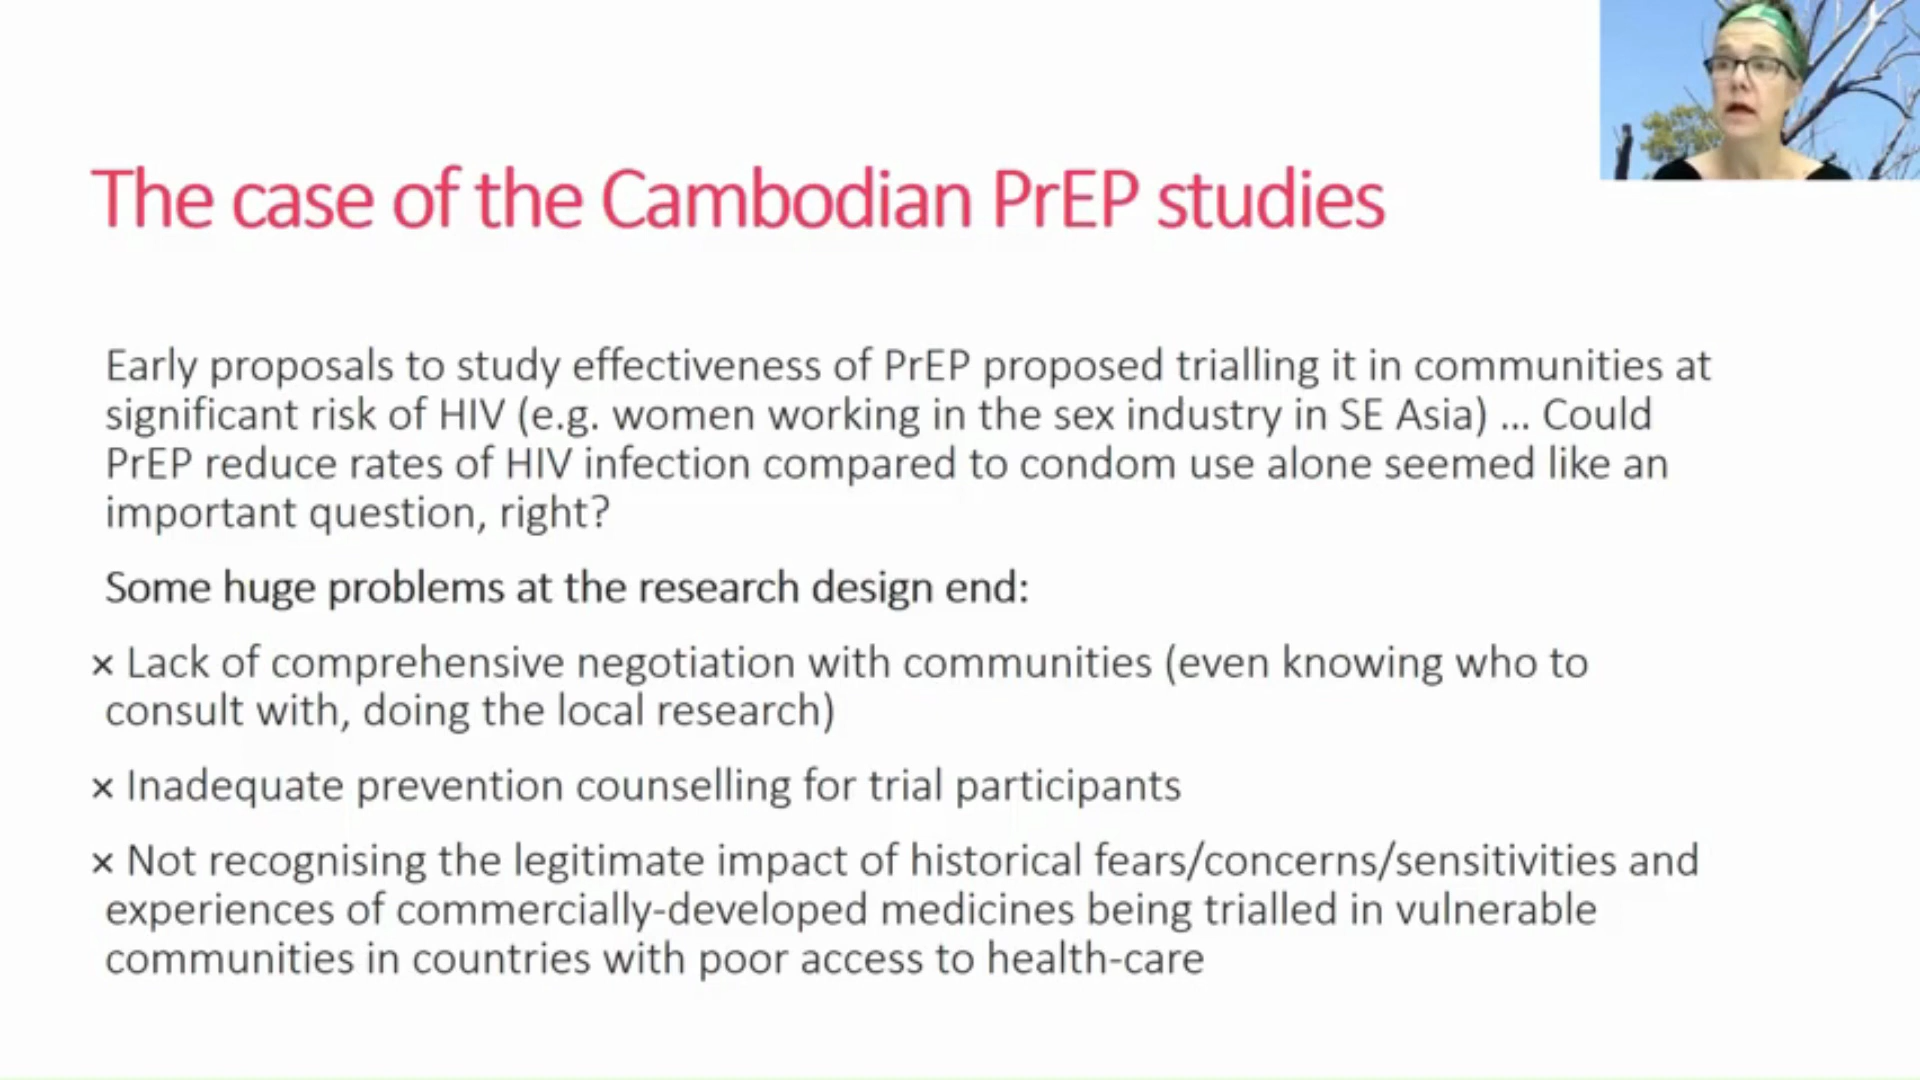 The case of the Cambodian PrEP studies
Early proposals to study effectiveness of PrEP proposed trialling it in communities at
significant risk of HIV (e.g. women working in the sex industry in SE Asia) ... Could
PrEP reduce rates of HIV infection compared to condom use alone seemed like an
important question, right?
Some huge problems at the research design end:
× Lack of comprehensive negotiation with communities (even knowing who to
consult with, doing the local research)
× Inadequate prevention counselling for trial participants
× Not recognising the legitimate impact of historical fears/concerns/sensitivities and
experiences of commercially-developed medicines being trialled in vulnerable
communities in countries with poor access to health-care